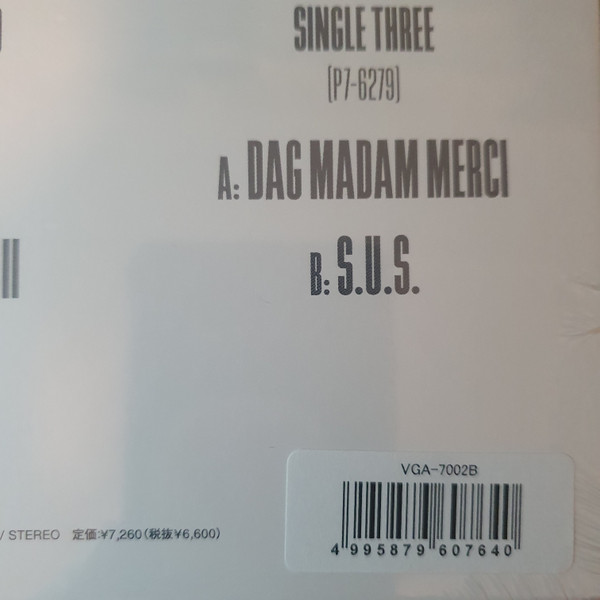 SINGLE THREE
[P7-6279]
A: DAG MADAM MERCI
B: S.U.S.
VGA-7002B
/ STEREO 定価:¥7,260(税抜¥6,600)
4 995879 607640